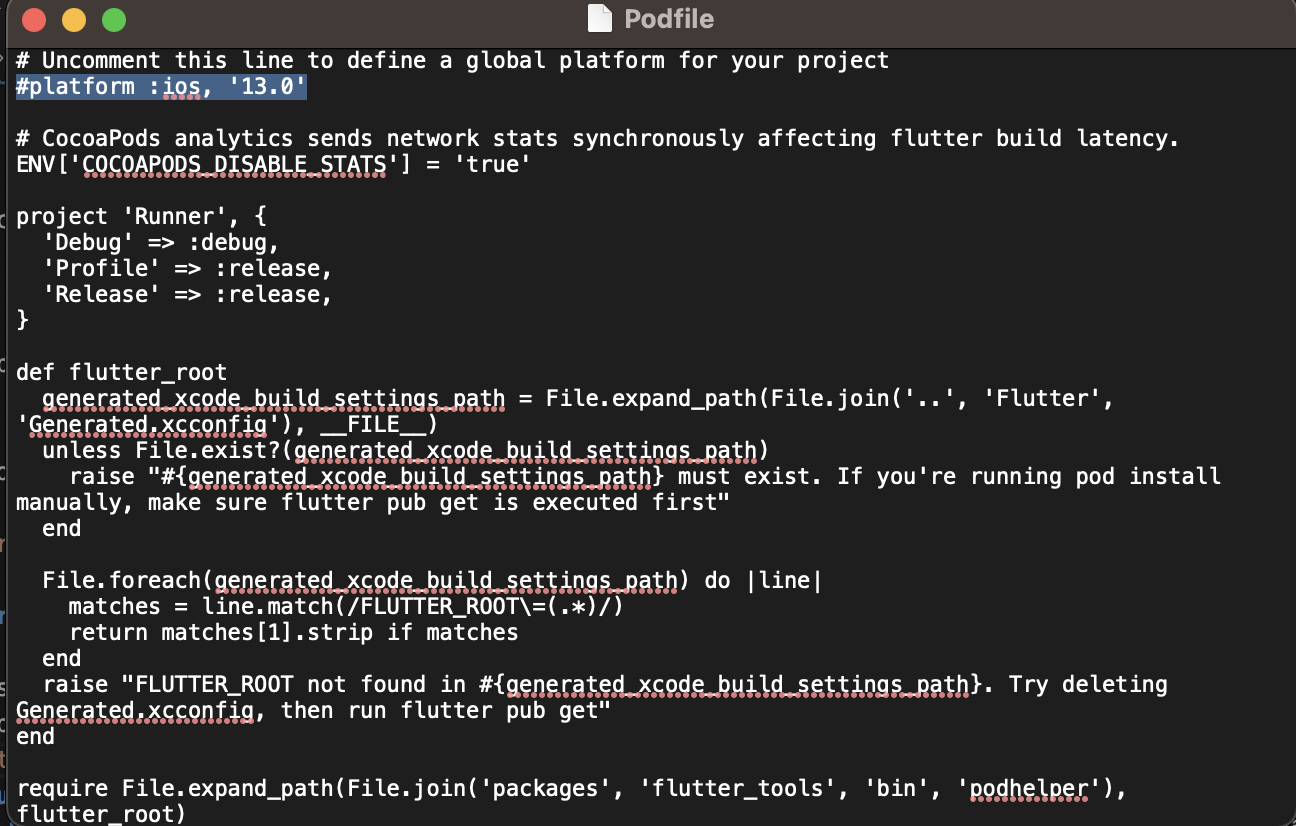 Podfile
# Uncomment this line to define a global platform for your project
#platform :ios, '13.0'
# CocoaPods analytics sends network stats synchronously affecting flutter build latency.
ENV['COCOAPODS_DISABLE_STATS'] = 'true'
project 'Runner', {
  'Debug' => :debug,
  'Profile' => :release,
  'Release' => :release,
}
def flutter_root
  generated_xcode_build_settings_path = File.expand_path(File.join('..', 'Flutter',
'Generated.xcconfig'), __FILE__)
  unless File.exist?(generated_xcode_build_settings_path)
    raise "#{generated_xcode_build_settings_path} must exist. If you're running pod install
manually, make sure flutter pub get is executed first"
  end
  File.foreach(generated_xcode_build_settings_path) do |line|
    matches = line.match(/FLUTTER_ROOT\=(.*)/)
    return matches[1].strip if matches
  end
  raise "FLUTTER_ROOT not found in #{generated_xcode_build_settings_path}. Try deleting
Generated.xcconfig, then run flutter pub get"
end
require File.expand_path(File.join('packages', 'flutter_tools', 'bin', 'podhelper'),
flutter_root)